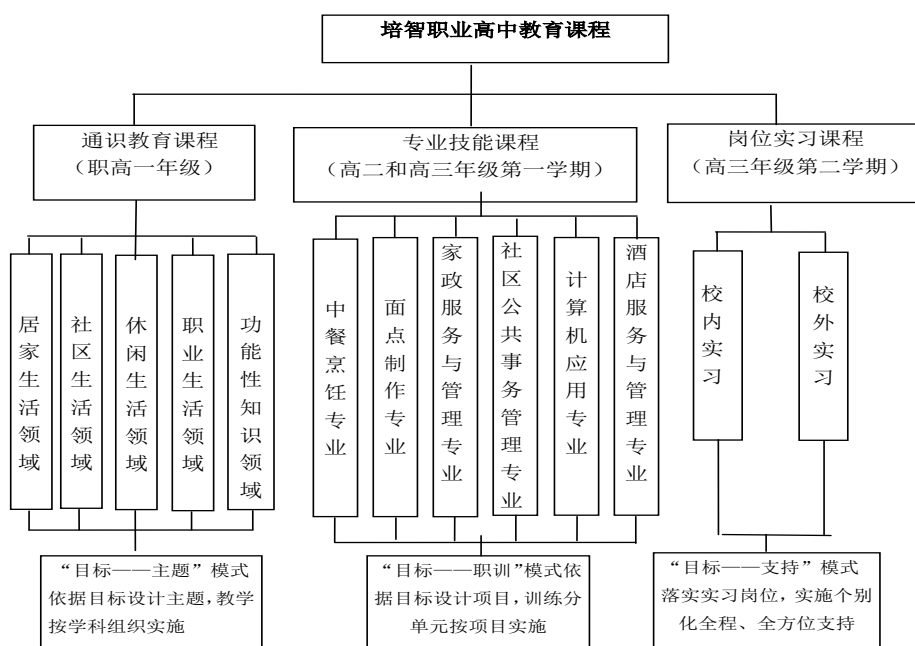 培智职业高中教育课程
通识教育课程
（职高一年级）
专业技能课程
（高二和高三年级第一学期）
岗位实习课程
（高三年级第二学期）
居家生活领域
社区生活领域
休闲生活领域
职业生活领域
功能性知识领域
中餐烹饪专业
面点制作专业
家政服务与管理专业
社区公共事务管理专业
计算机应用专业
酒店服务与管理专业
校内实习
校外实习
“目标——主题”模式
依据目标设计主题，教学
按学科组织实施
“目标——职训”模式依
据目标设计项目，训练分
单元按项目实施
“目标——支持”模式
落实实习岗位，实施个别
化全程、全方位支持